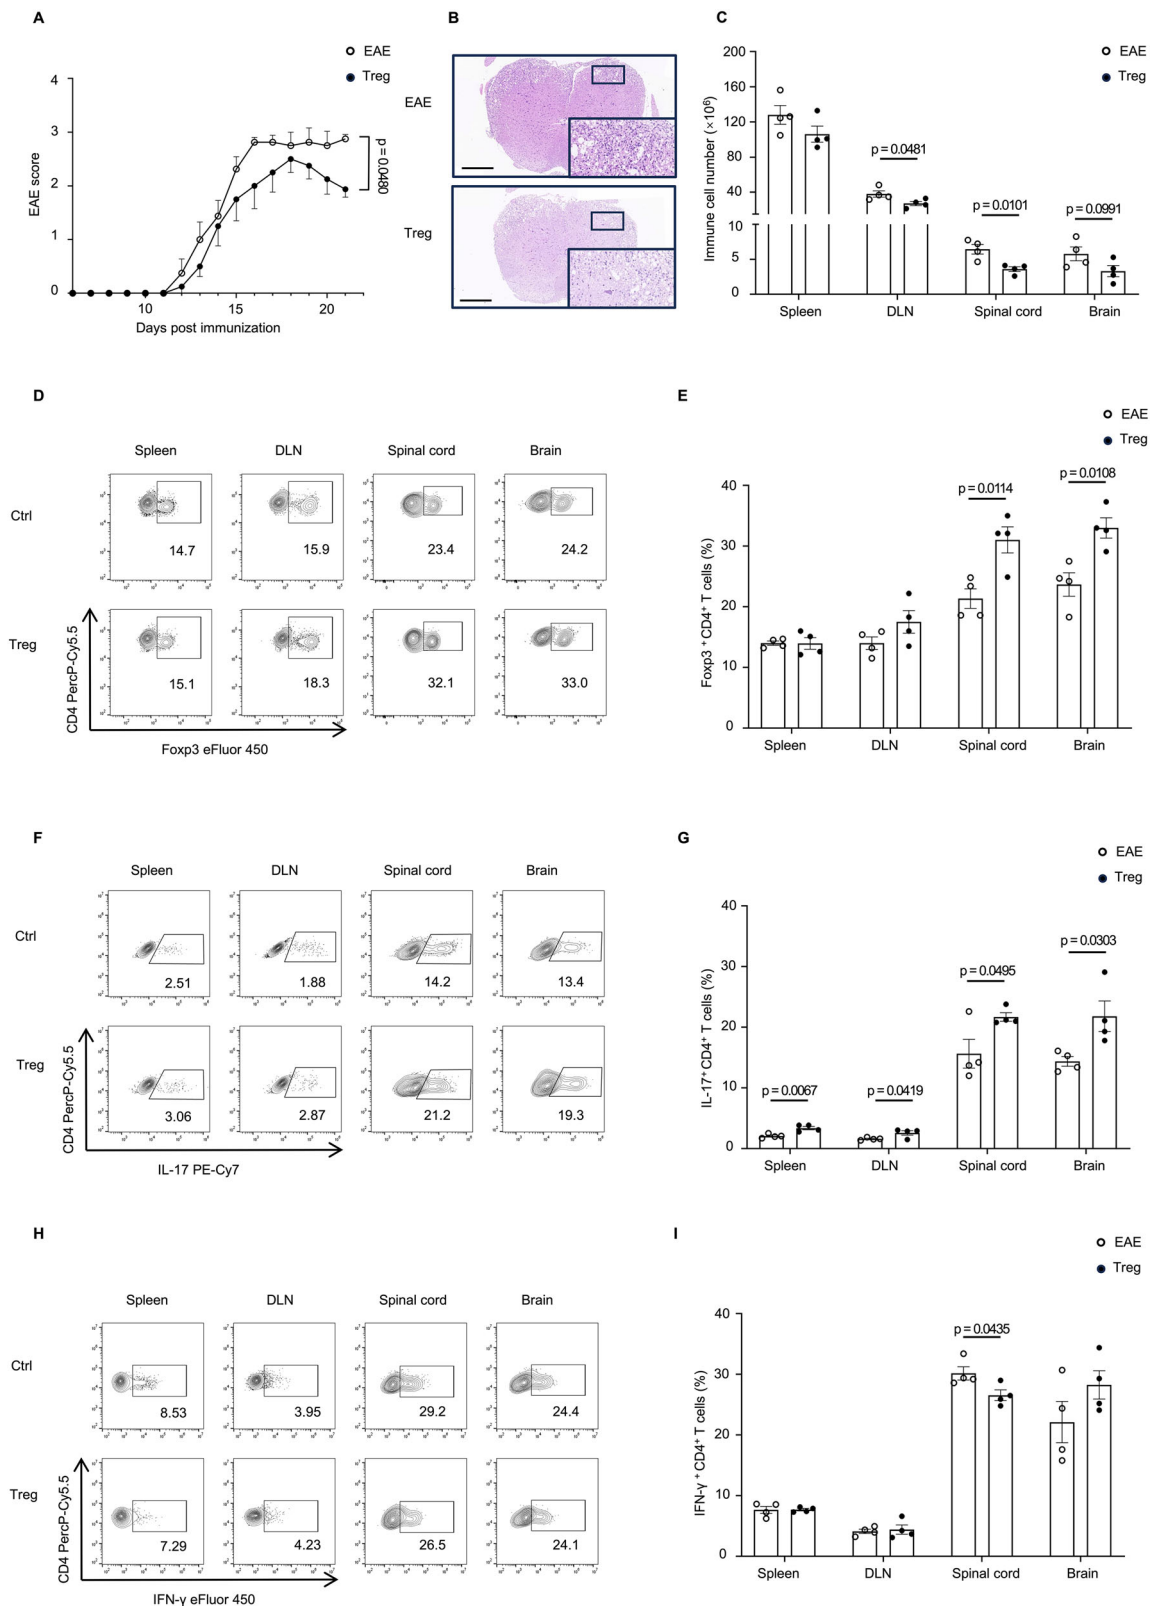 A
EAE
Treg
4
3
2
1
0
EAE score
10
15
20
Days post immunization
p = 0.0480
B
EAE
Treg
C
EAE
Treg
Immune cell number (×10⁶)
200
160
120
80
40
10
5
0
p = 0.0481
p = 0.0101
p = 0.0991
Spleen
DLN
Spinal cord
Brain
D
Spleen
DLN
Spinal cord
Brain
Ctrl
14.7
15.9
23.4
24.2
Treg
15.1
18.3
32.1
33.0
CD4 PercP-Cy5.5
Foxp3 eFluor 450
E
EAE
Treg
Foxp3 ⁺ CD4⁺ T cells (%)
40
30
20
10
0
p = 0.0114
p = 0.0108
Spleen
DLN
Spinal cord
Brain
F
Spleen
DLN
Spinal cord
Brain
Ctrl
2.51
1.88
14.2
13.4
Treg
3.06
2.87
21.2
19.3
CD4 PercP-Cy5.5
IL-17 PE-Cy7
G
EAE
Treg
IL-17⁺CD4⁺ T cells (%)
40
30
20
10
0
p = 0.0067
p = 0.0419
p = 0.0495
p = 0.0303
Spleen
DLN
Spinal cord
Brain
H
Spleen
DLN
Spinal cord
Brain
Ctrl
8.53
3.95
29.2
24.4
Treg
7.29
4.23
26.5
24.1
CD4 PercP-Cy5.5
IFN-γ eFluor 450
I
EAE
Treg
IFN-γ ⁺ CD4⁺ T cells (%)
40
30
20
10
0
p = 0.0435
Spleen
DLN
Spinal cord
Brain